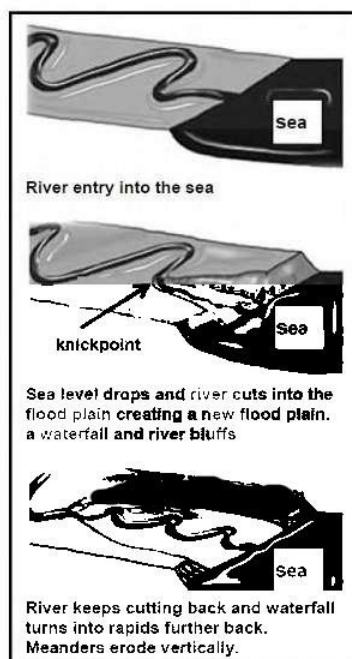 Sea
River entry into the sea
knickpoint
Sea
Sea level drops and river cuts into the
flood plain creating a new flood plain.
a waterfall and river bluffs
Sea
River keeps cutting back and waterfall
turns into rapids further back.
Meanders erode vertically.